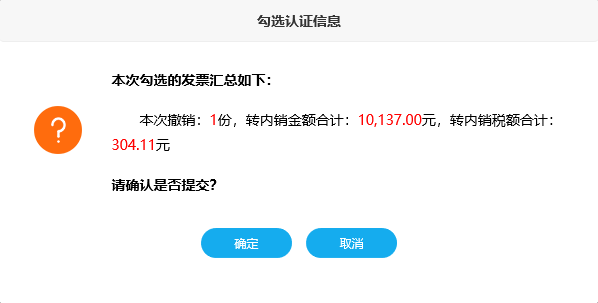 勾选认证信息
本次勾选的发票汇总如下：
本次撤销：1份，转内销金额合计：10,137.00元，转内销税额合计：
304.11元
请确认是否提交？
确定 取消